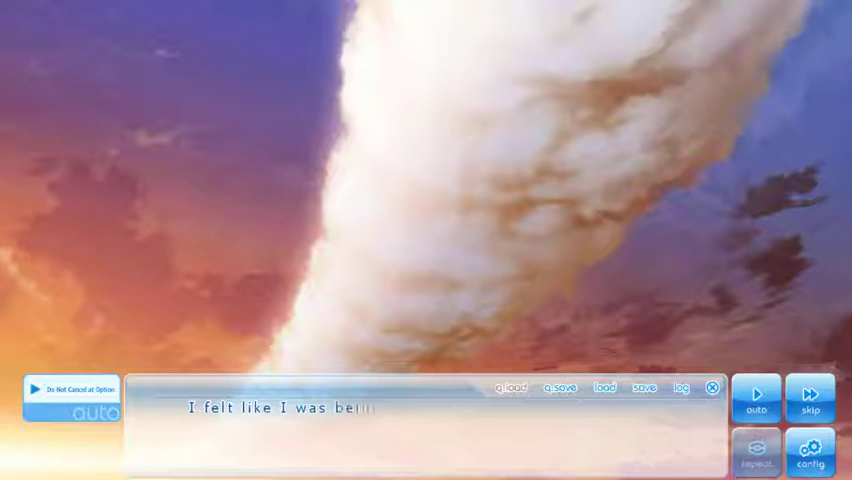 Do Not Cancel at Option
auto
q.load q.save load save log
I felt like I was bei
auto
skip
repeat
config